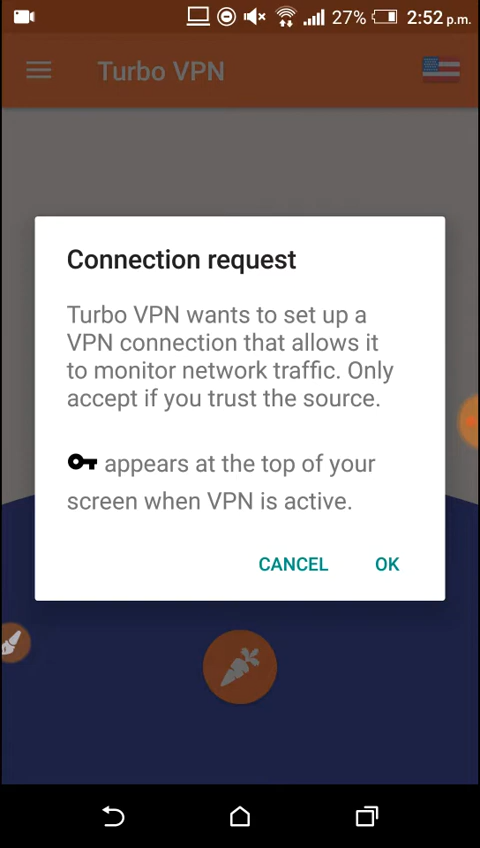 27% 2:52 p.m.
Turbo VPN
Connection request
Turbo VPN wants to set up a
VPN connection that allows it
to monitor network traffic. Only
accept if you trust the source.
appears at the top of your
screen when VPN is active.
CANCEL OK